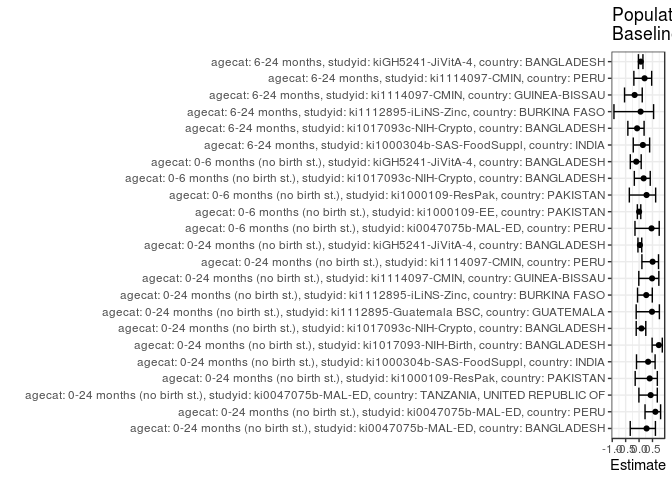 Populat
Baselin
agecat: 6-24 months, studyid: kiGH5241-JiVitA-4, country: BANGLADESH
agecat: 6-24 months, studyid: ki1114097-CMIN, country: PERU
agecat: 6-24 months, studyid: ki1114097-CMIN, country: GUINEA-BISSAU
agecat: 6-24 months, studyid: ki1112895-iLiNS-Zinc, country: BURKINA FASO
agecat: 6-24 months, studyid: ki1017093c-NIH-Crypto, country: BANGLADESH
agecat: 6-24 months, studyid: ki1000304b-SAS-FoodSuppl, country: INDIA
agecat: 0-6 months (no birth st.), studyid: kiGH5241-JiVitA-4, country: BANGLADESH
agecat: 0-6 months (no birth st.), studyid: ki1017093c-NIH-Crypto, country: BANGLADESH
agecat: 0-6 months (no birth st.), studyid: ki1000109-ResPak, country: PAKISTAN
agecat: 0-6 months (no birth st.), studyid: ki1000109-EE, country: PAKISTAN
agecat: 0-6 months (no birth st.), studyid: ki0047075b-MAL-ED, country: PERU
agecat: 0-24 months (no birth st.), studyid: kiGH5241-JiVitA-4, country: BANGLADESH
agecat: 0-24 months (no birth st.), studyid: ki1114097-CMIN, country: PERU
agecat: 0-24 months (no birth st.), studyid: ki1114097-CMIN, country: GUINEA-BISSAU
agecat: 0-24 months (no birth st.), studyid: ki1112895-iLiNS-Zinc, country: BURKINA FASO
agecat: 0-24 months (no birth st.), studyid: ki1112895-Guatemala BSC, country: GUATEMALA
agecat: 0-24 months (no birth st.), studyid: ki1017093c-NIH-Crypto, country: BANGLADESH
agecat: 0-24 months (no birth st.), studyid: ki1017093-NIH-Birth, country: BANGLADESH
agecat: 0-24 months (no birth st.), studyid: ki1000304b-SAS-FoodSuppl, country: INDIA
agecat: 0-24 months (no birth st.), studyid: ki1000109-ResPak, country: PAKISTAN
agecat: 0-24 months (no birth st.), studyid: ki0047075b-MAL-ED, country: TANZANIA, UNITED REPUBLIC OF
agecat: 0-24 months (no birth st.), studyid: ki0047075b-MAL-ED, country: PERU
agecat: 0-24 months (no birth st.), studyid: ki0047075b-MAL-ED, country: BANGLADESH
-1.0-0.50.00.5
Estimate